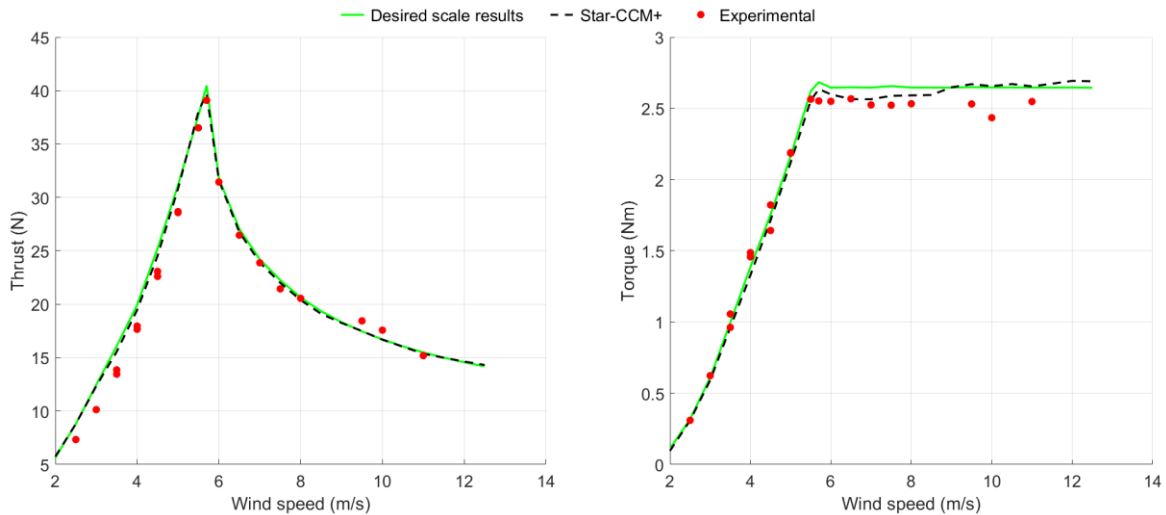 Desired scale results Star-CCM+ Experimental
45
40
35
30
25
20
15
10
5
Thrust (N)
2 4 6 8 10 12 14
Wind speed (m/s)
3
2.5
2
1.5
1
0.5
0
Torque (Nm)
2 4 6 8 10 12 14
Wind speed (m/s)